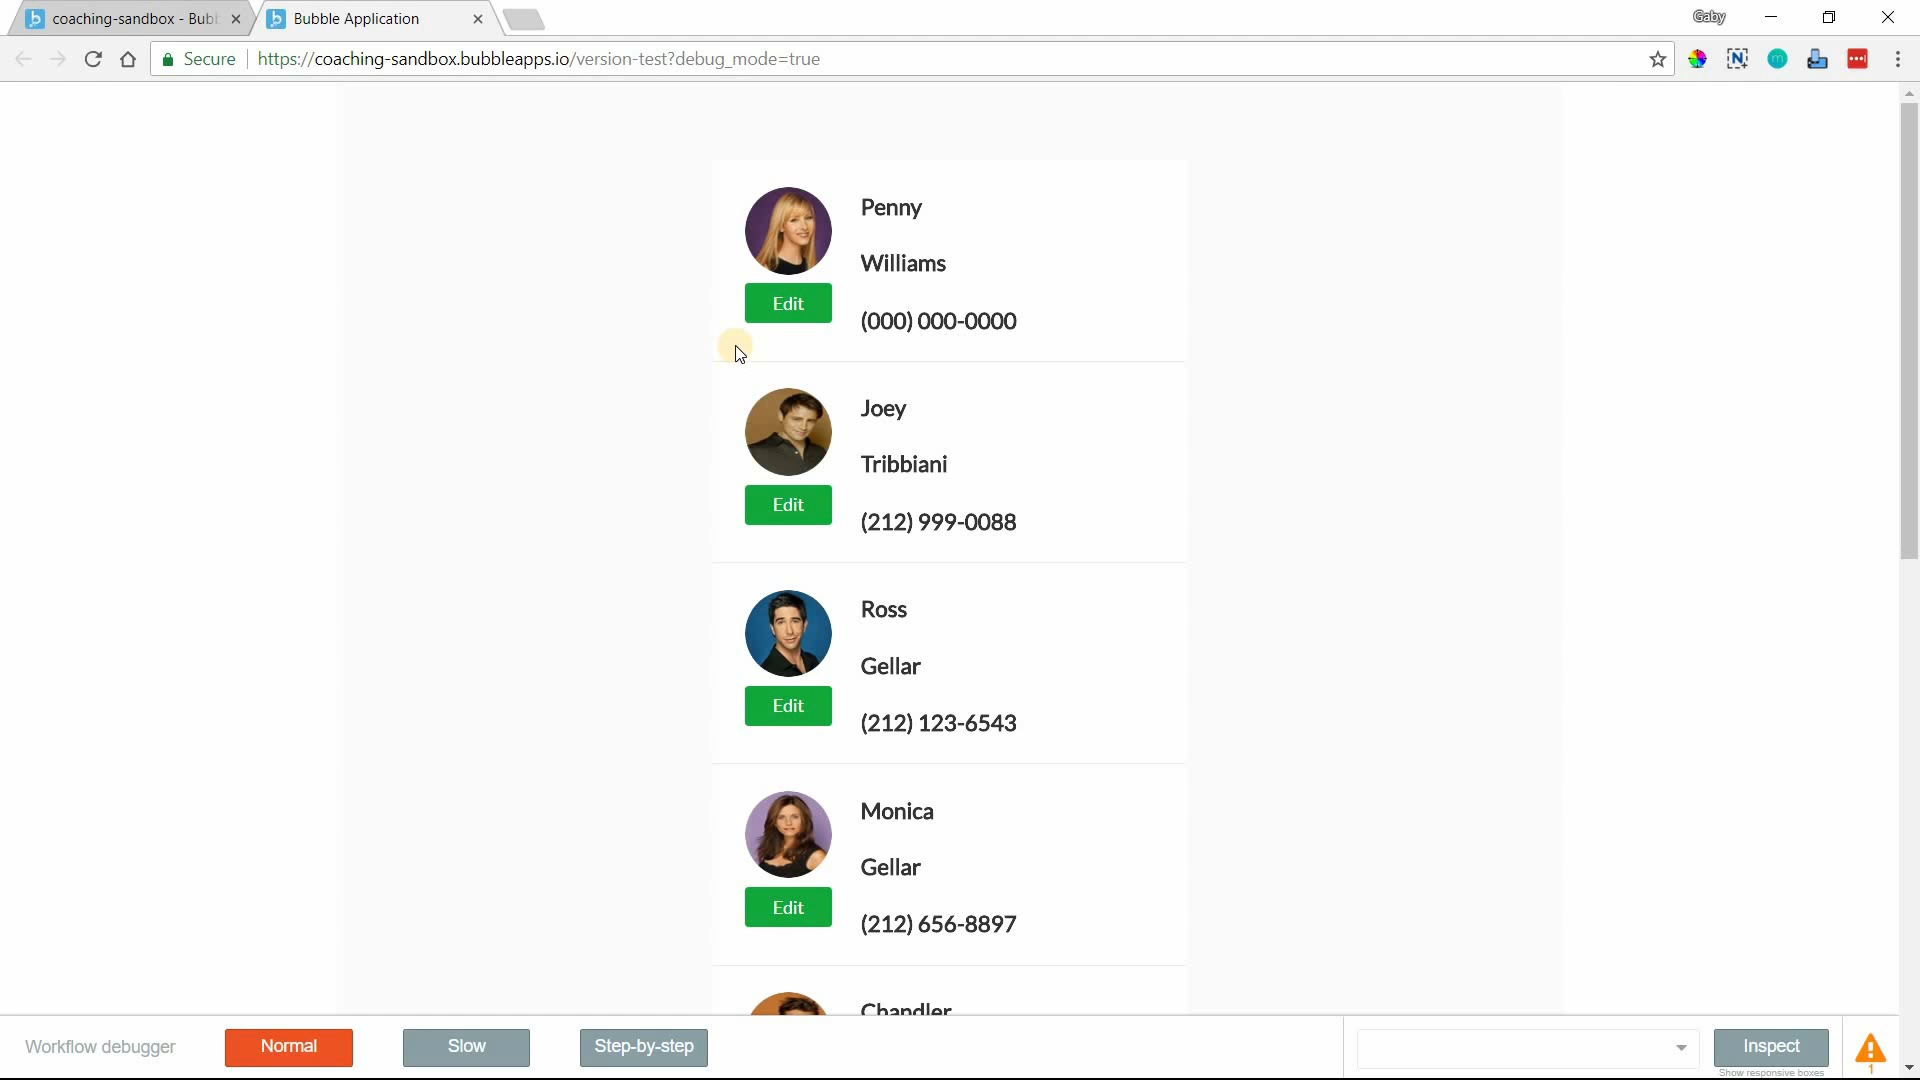 coaching-sandbox - Bubb
Bubble Application
Gaby
Secure
https://coaching-sandbox.bubbleapps.io/version-test?debug_mode=true
Penny
Williams
(000) 000-0000
Edit
Joey
Tribbiani
(212) 999-0088
Edit
Ross
Gellar
(212) 123-6543
Edit
Monica
Gellar
(212) 656-8897
Edit
Chandler
Workflow debugger
Normal
Slow
Step-by-step
Inspect
Show responsive boxes
1